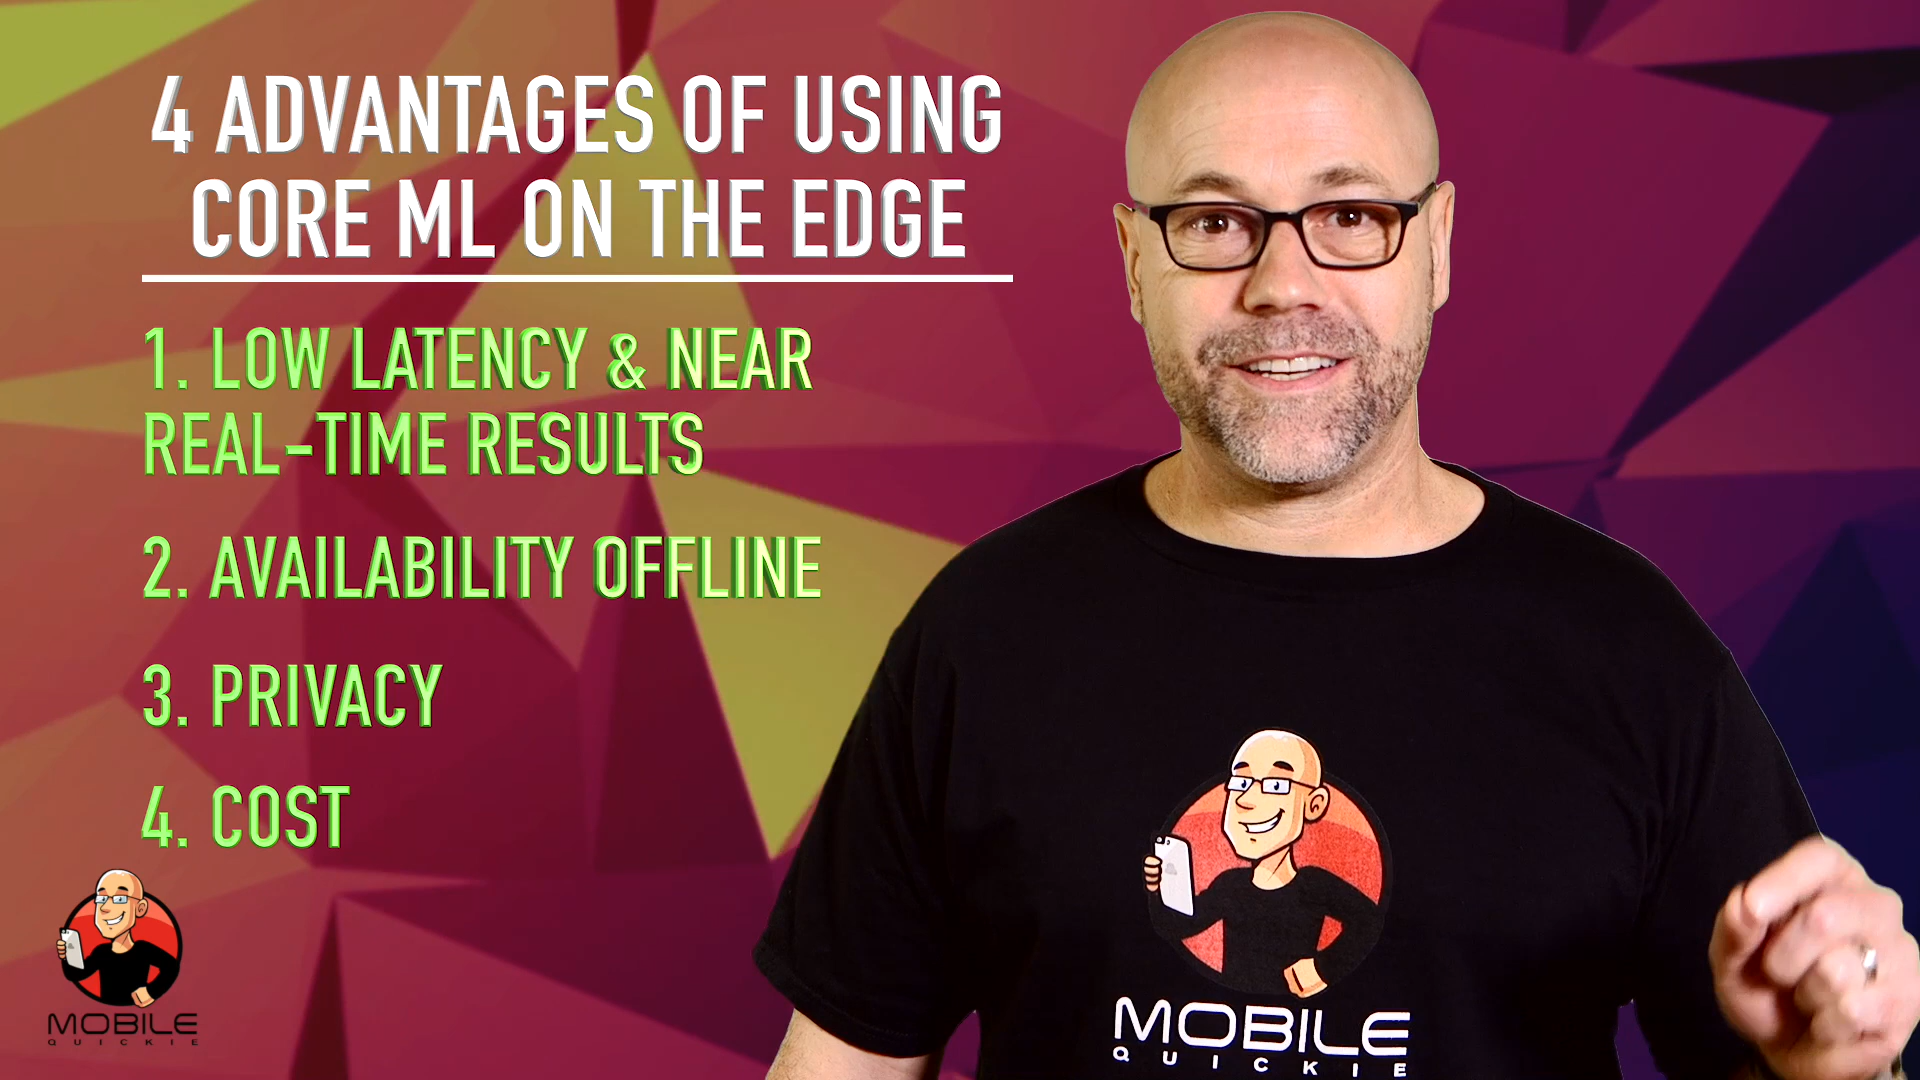 4 ADVANTAGES OF USING
CORE ML ON THE EDGE
1. LOW LATENCY & NEAR
REAL-TIME RESULTS
2. AVAILABILITY OFFLINE
3. PRIVACY
4. COST
MOBILE
QUICKIE
MOBILE
QUICKIE